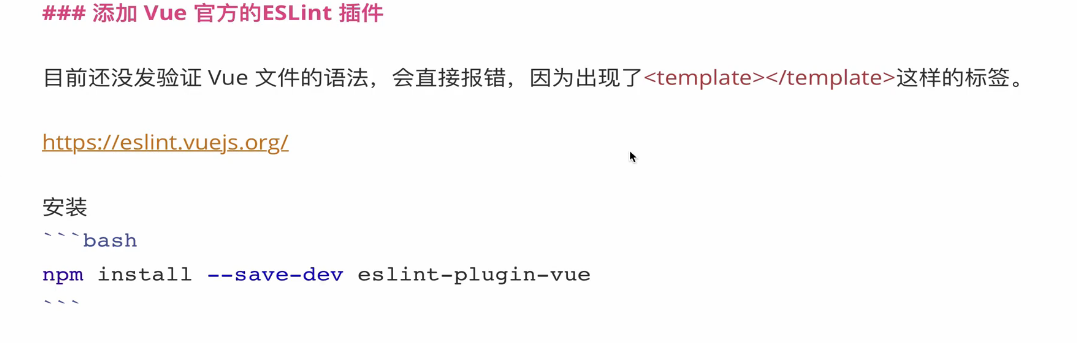 ### 添加 Vue 官方的ESLint 插件
目前还没发验证 Vue 文件的语法，会直接报错，因为出现了<template></template>这样的标签。
https://eslint.vuejs.org/
安装
```bash
npm install --save-dev eslint-plugin-vue
```